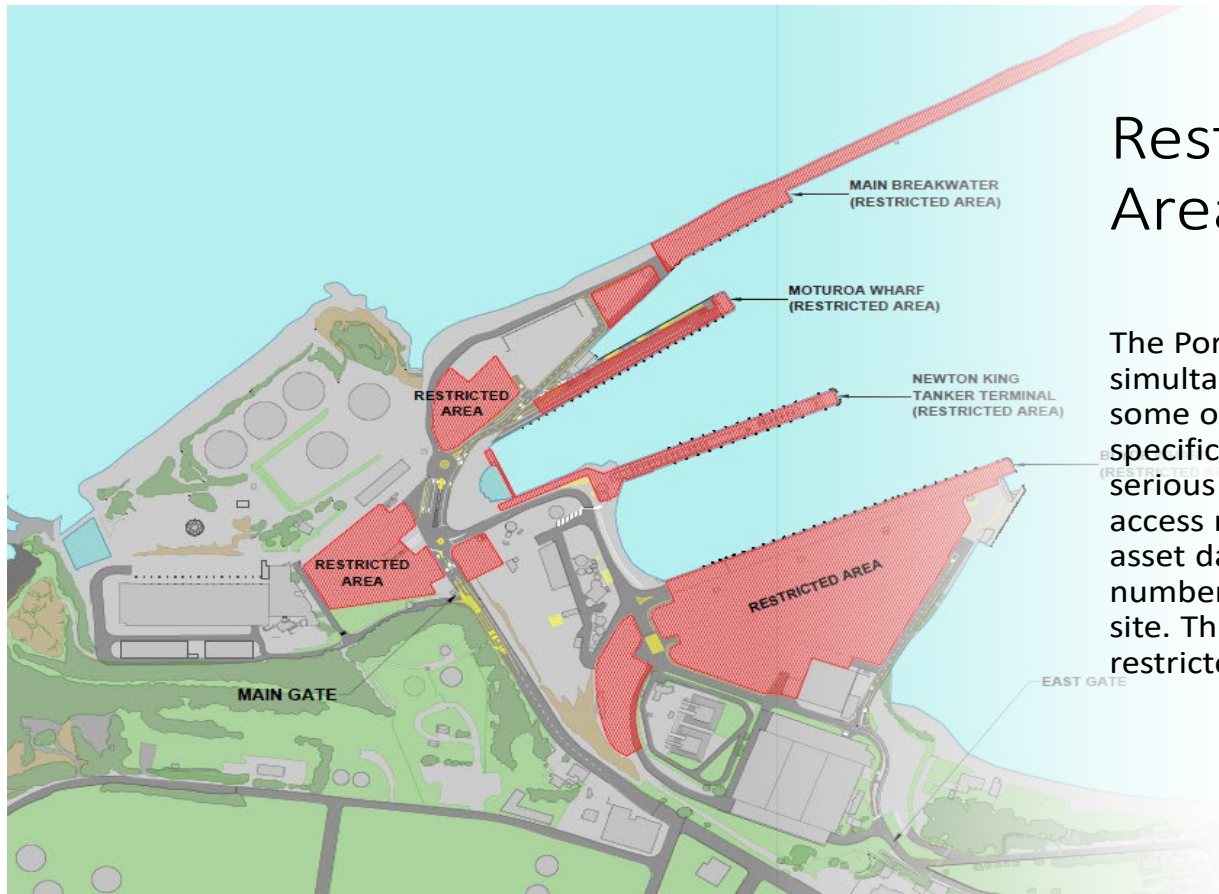 Rest
Area
MAIN BREAKWATER
(RESTRICTED AREA)
MOTUROA WHARF
(RESTRICTED AREA)
NEWTON KING
TANKER TERMINAL
(RESTRICTED AREA)
RESTRICTED
AREA
RESTRICTED
AREA
RESTRICTED AREA
MAIN GATE
EAST GATE
The Por
simulta
some o
specific
(RESTRICTED A
serious
access r
asset da
number
site. Th
restricte